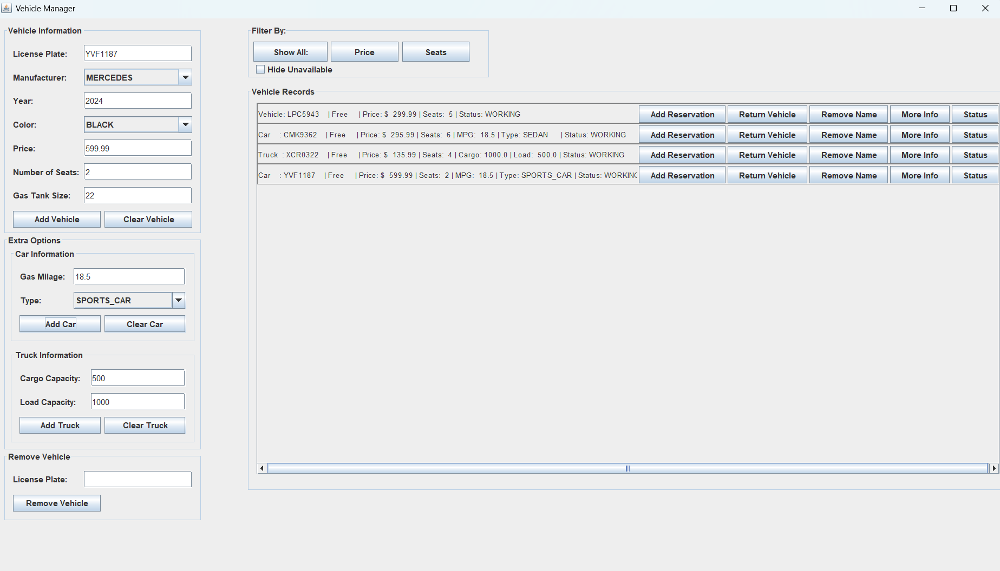 Vehicle Manager
Vehicle Information
License Plate: YVF1187
Manufacturer: MERCEDES
Year: 2024
Color: BLACK
Price: 599.99
Number of Seats: 2
Gas Tank Size: 22
Add Vehicle Clear Vehicle
Extra Options
Car Information
Gas Milage: 18.5
Type: SPORTS_CAR
Add Car Clear Car
Truck Information
Cargo Capacity: 500
Load Capacity: 1000
Add Truck Clear Truck
Remove Vehicle
License Plate:
Remove Vehicle
Filter By:
Show All: Price Seats
Hide Unavailable
Vehicle Records
Vehicle: LPC5943 | Free | Price: $ 299.99 | Seats: 5 | Status: WORKING Add Reservation Return Vehicle Remove Name More Info Status
Car : CMK9362 | Free | Price: $ 295.99 | Seats: 6 | MPG: 18.5 | Type: SEDAN | Status: WORKING Add Reservation Return Vehicle Remove Name More Info Status
Truck : XCR0322 | Free | Price: $ 135.99 | Seats: 4 | Cargo: 1000.0 | Load: 500.0 | Status: WORKING Add Reservation Return Vehicle Remove Name More Info Status
Car : YVF1187 | Free | Price: $ 599.99 | Seats: 2 | MPG: 18.5 | Type: SPORTS_CAR | Status: WORKING Add Reservation Return Vehicle Remove Name More Info Status